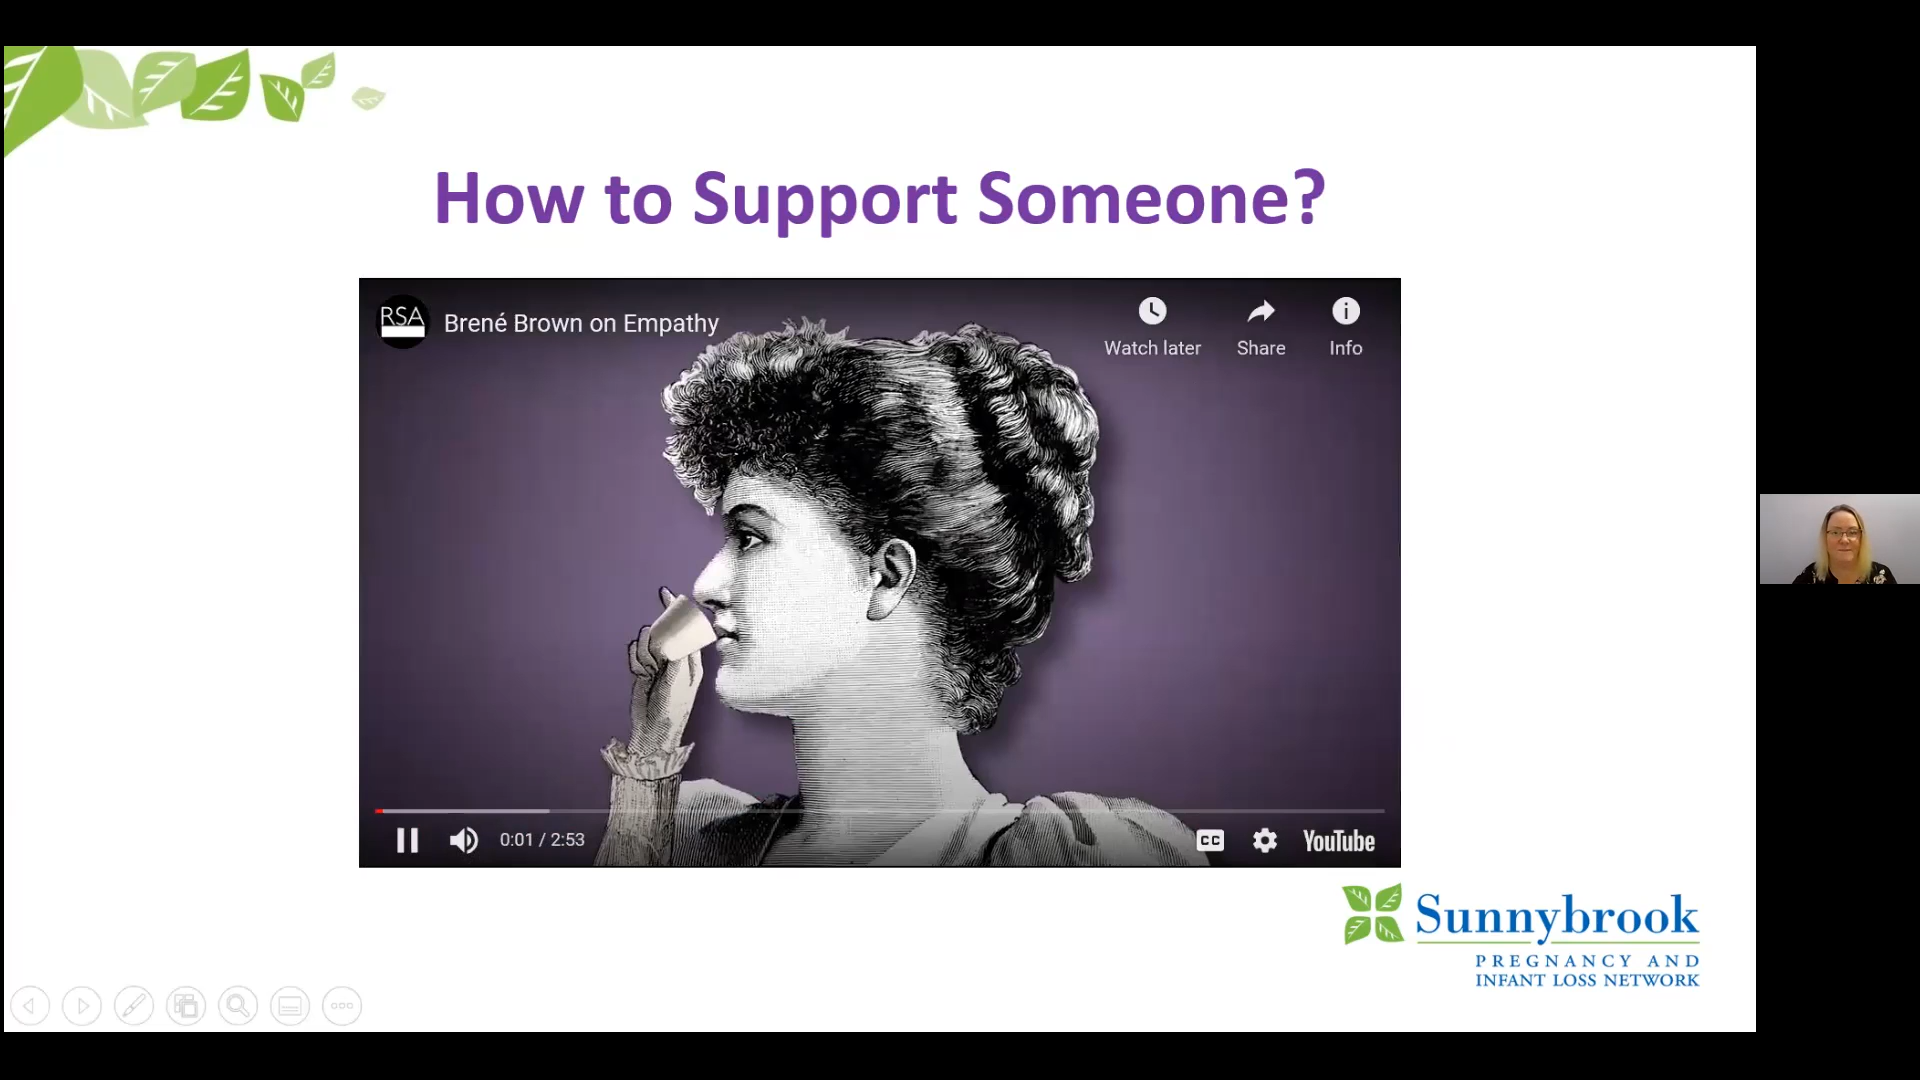 How to Support Someone?
RSA
Brené Brown on Empathy
Watch later
Share
Info
0:01 / 2:53
CC
YouTube
Sunnybrook
PREGNANCY AND
INFANT LOSS NETWORK